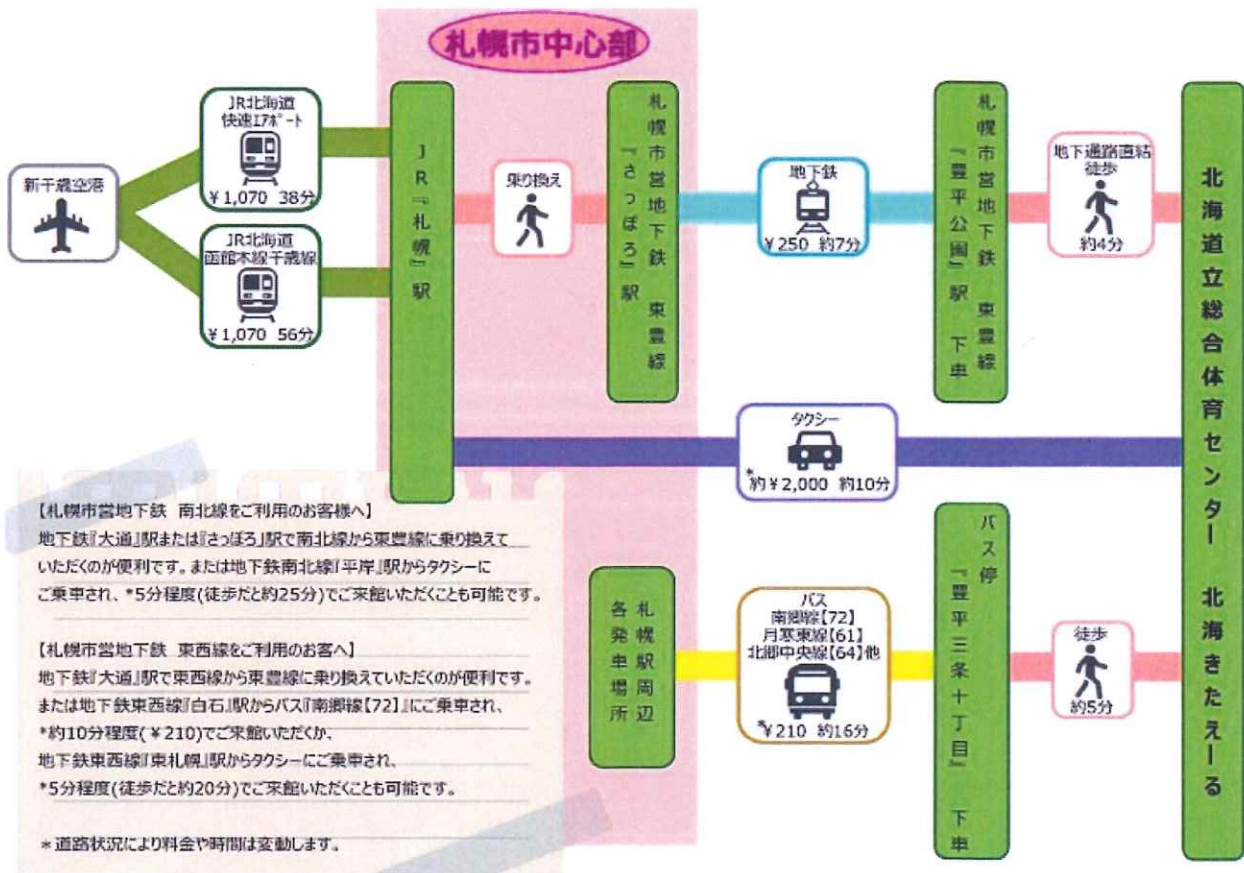 札幌市中心部
新千歳空港
JR北海道
快速エアポート
¥1,070 38分
JR北海道
函館本線千歳線
¥1,070 56分
JR『札幌』駅
乗り換え
札幌市営地下鉄 東豊線
『さっぽろ』駅
地下鉄
¥250 約7分
札幌市営地下鉄 東豊線
『豊平公園』駅 下車
地下通路直結
徒歩
約4分
北海道立総合体育センター 北海きたえーる
タクシー
*約¥2,000 約10分
札幌駅周辺
各発車場所
バス
南郷線【72】
月寒東線【61】
北郷中央線【64】他
*¥210 約16分
バス停
『豊平三条十丁目』 下車
徒歩
約5分
【札幌市営地下鉄 南北線をご利用のお客様へ】
地下鉄『大通』駅または『さっぽろ』駅で南北線から東豊線に乗り換えて
いただくのが便利です。または地下鉄南北線『平岸』駅からタクシーに
ご乗車され、*5分程度(徒歩だと約25分)でご来館いただくことも可能です。
【札幌市営地下鉄 東西線をご利用のお客へ】
地下鉄『大通』駅で東西線から東豊線に乗り換えていただくのが便利です。
または地下鉄東西線『白石』駅からバス『南郷線【72】』にご乗車され、
*約10分程度(¥210)でご来館いただくか、
地下鉄東西線『東札幌』駅からタクシーにご乗車され、
*5分程度(徒歩だと約20分)でご来館いただくことも可能です。
*道路状況により料金や時間は変動します。